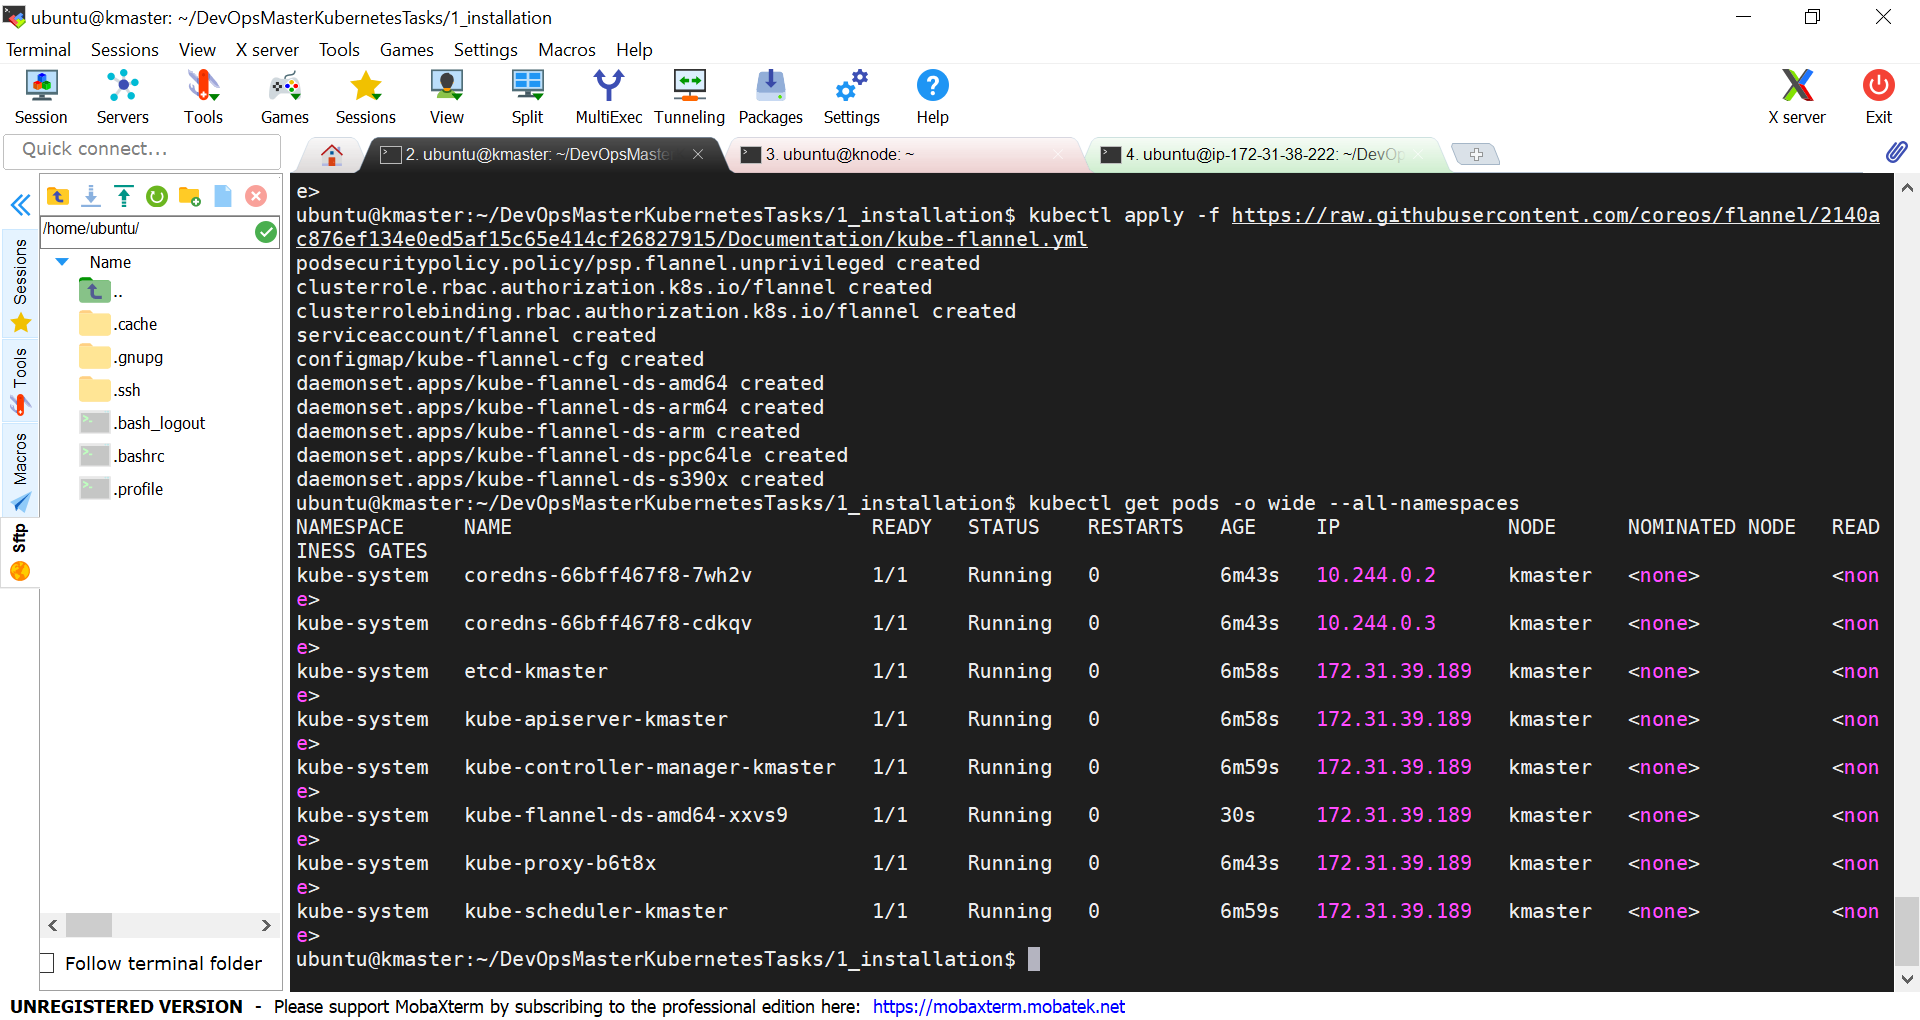 ubuntu@kmaster: ~/DevOpsMasterKubernetesTasks/1_installation
Terminal Sessions View X server Tools Games Settings Macros Help
Session Servers Tools Games Sessions View Split MultiExec Tunneling Packages Settings Help X server Exit
Quick connect...
2. ubuntu@kmaster: ~/DevOpsMaste
3. ubuntu@knode: ~
4. ubuntu@ip-172-31-38-222: ~/DevOp
Sessions
Tools
Macros
Sftp
/home/ubuntu/
Name
..
.cache
.gnupg
.ssh
.bash_logout
.bashrc
.profile
Follow terminal folder
e>
ubuntu@kmaster:~/DevOpsMasterKubernetesTasks/1_installation$ kubectl apply -f https://raw.githubusercontent.com/coreos/flannel/2140a
c876ef134e0ed5af15c65e414cf26827915/Documentation/kube-flannel.yml
podsecuritypolicy.policy/psp.flannel.unprivileged created
clusterrole.rbac.authorization.k8s.io/flannel created
clusterrolebinding.rbac.authorization.k8s.io/flannel created
serviceaccount/flannel created
configmap/kube-flannel-cfg created
daemonset.apps/kube-flannel-ds-amd64 created
daemonset.apps/kube-flannel-ds-arm64 created
daemonset.apps/kube-flannel-ds-arm created
daemonset.apps/kube-flannel-ds-ppc64le created
daemonset.apps/kube-flannel-ds-s390x created
ubuntu@kmaster:~/DevOpsMasterKubernetesTasks/1_installation$ kubectl get pods -o wide --all-namespaces
NAMESPACE NAME READY STATUS RESTARTS AGE IP NODE NOMINATED NODE READ
INESS GATES
kube-system coredns-66bff467f8-7wh2v 1/1 Running 0 6m43s 10.244.0.2 kmaster <none> <non
e>
kube-system coredns-66bff467f8-cdkqv 1/1 Running 0 6m43s 10.244.0.3 kmaster <none> <non
e>
kube-system etcd-kmaster 1/1 Running 0 6m58s 172.31.39.189 kmaster <none> <non
e>
kube-system kube-apiserver-kmaster 1/1 Running 0 6m58s 172.31.39.189 kmaster <none> <non
e>
kube-system kube-controller-manager-kmaster 1/1 Running 0 6m59s 172.31.39.189 kmaster <none> <non
e>
kube-system kube-flannel-ds-amd64-xxvs9 1/1 Running 0 30s 172.31.39.189 kmaster <none> <non
e>
kube-system kube-proxy-b6t8x 1/1 Running 0 6m43s 172.31.39.189 kmaster <none> <non
e>
kube-system kube-scheduler-kmaster 1/1 Running 0 6m59s 172.31.39.189 kmaster <none> <non
e>
ubuntu@kmaster:~/DevOpsMasterKubernetesTasks/1_installation$
UNREGISTERED VERSION - Please support MobaXterm by subscribing to the professional edition here: https://mobaxterm.mobatek.net